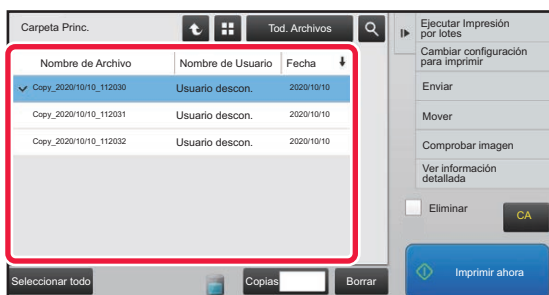 Carpeta Princ.
Tod. Archivos
Nombre de Archivo
Nombre de Usuario
Fecha
Copy_2020/10/10_112030
Usuario descon.
2020/10/10
Copy_2020/10/10_112031
Usuario descon.
2020/10/10
Copy_2020/10/10_112032
Usuario descon.
2020/10/10
Seleccionar todo
Copias
Borrar
Ejecutar Impresión
por lotes
Cambiar configuración
para imprimir
Enviar
Mover
Comprobar imagen
Ver información
detallada
Eliminar
CA
Imprimir ahora